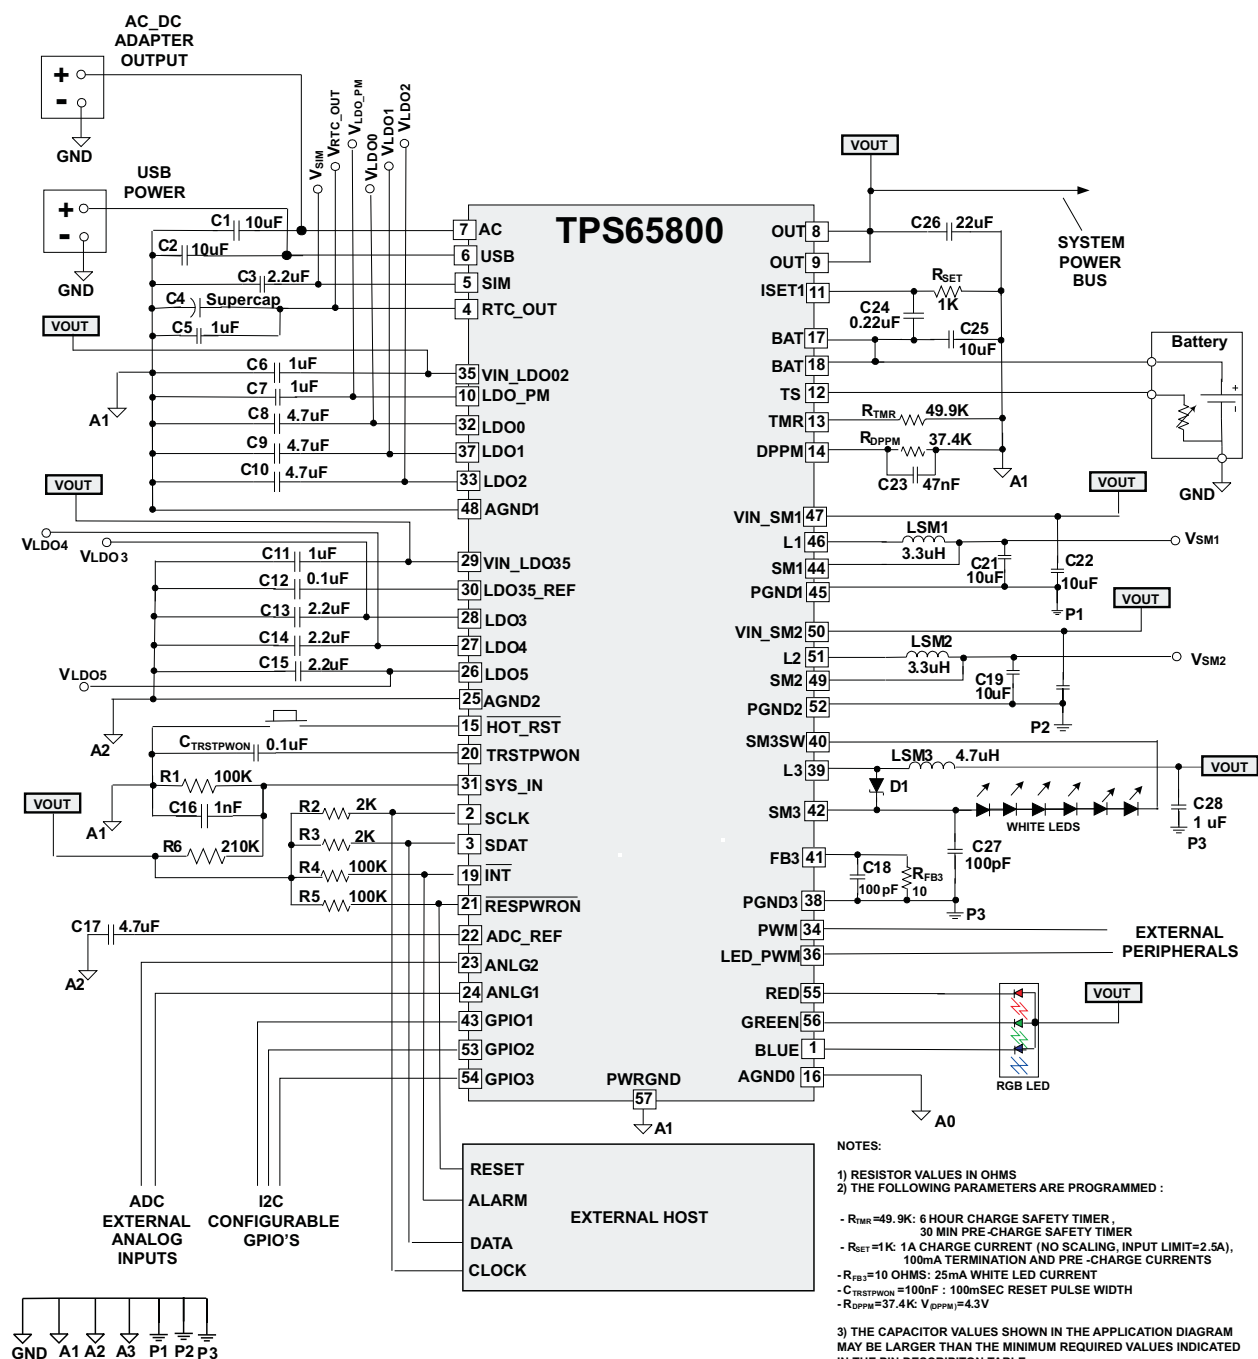 AC_DC
ADAPTER
OUTPUT
+
-
GND
USB
POWER
+
-
GND
VSIM
VRTC_OUT
VLDO_PM
VLDO0
VLDO1
VLDO2
TPS65800
C1 10uF
7 AC
C2 10uF
6 USB
C3 2.2uF
5 SIM
C4 Supercap
4 RTC_OUT
C5 1uF
VOUT
C6 1uF
35 VIN_LDO02
C7 1uF
10 LDO_PM
A1
C8 4.7uF
32 LDO0
C9 4.7uF
37 LDO1
C10 4.7uF
33 LDO2
VOUT
48 AGND1
VLDO4
VLDO3
C11 1uF
29 VIN_LDO35
C12 0.1uF
30 LDO35_REF
C13 2.2uF
28 LDO3
C14 2.2uF
27 LDO4
C15 2.2uF
26 LDO5
VLDO5
25 AGND2
A2
15 HOT_RST
CTRSTPWON 0.1uF
20 TRSTPWON
R1 100K
31 SYS_IN
VOUT
C16 1nF
A1
R2 2K
2 SCLK
R6 210K
R3 2K
3 SDAT
R4 100K
19 INT
R5 100K
21 RESPWRON
C17 4.7uF
22 ADC_REF
A2
23 ANLG2
24 ANLG1
43 GPIO1
53 GPIO2
54 GPIO3
PWRGND
57
A1
VOUT
OUT 8
C26 22uF
SYSTEM
POWER
BUS
OUT 9
ISET1 11
RSET
1K
C24
0.22uF
BAT 17
C25
10uF
BAT 18
Battery
+
-
TS 12
TMR 13
RTMR 49.9K
DPPM 14
RDPPM 37.4K
C23 47nF
A1
GND
VOUT
VIN_SM1 47
L1 46
LSM1
3.3uH
VSM1
SM1 44
C21
10uF
C22
10uF
PGND1 45
P1
VOUT
VIN_SM2 50
L2 51
LSM2
3.3uH
VSM2
SM2 49
C19
10uF
PGND2 52
P2
SM3SW 40
LSM3 4.7uH
L3 39
VOUT
D1
SM3 42
WHITE LEDS
C28
1 uF
P3
C27
100pF
FB3 41
C18
100pF
RFB3
10
PGND3 38
P3
PWM 34
LED_PWM 36
EXTERNAL
PERIPHERALS
RED 55
VOUT
GREEN 56
BLUE 1
RGB LED
AGND0 16
A0
RESET
ALARM
EXTERNAL HOST
DATA
CLOCK
ADC
EXTERNAL
ANALOG
INPUTS
I2C
CONFIGURABLE
GPIO'S
GND A1 A2 A3 P1 P2 P3
NOTES:
1) RESISTOR VALUES IN OHMS
2) THE FOLLOWING PARAMETERS ARE PROGRAMMED :
- RTMR=49.9K: 6 HOUR CHARGE SAFETY TIMER ,
30 MIN PRE-CHARGE SAFETY TIMER
- RSET=1K: 1A CHARGE CURRENT (NO SCALING, INPUT LIMIT=2.5A),
100mA TERMINATION AND PRE -CHARGE CURRENTS
- RFB3=10 OHMS: 25mA WHITE LED CURRENT
- CTRSTPWON =100nF : 100mSEC RESET PULSE WIDTH
- RDPPM=37.4K: V(DPPM)=4.3V
3) THE CAPACITOR VALUES SHOWN IN THE APPLICATION DIAGRAM
MAY BE LARGER THAN THE MINIMUM REQUIRED VALUES INDICATED